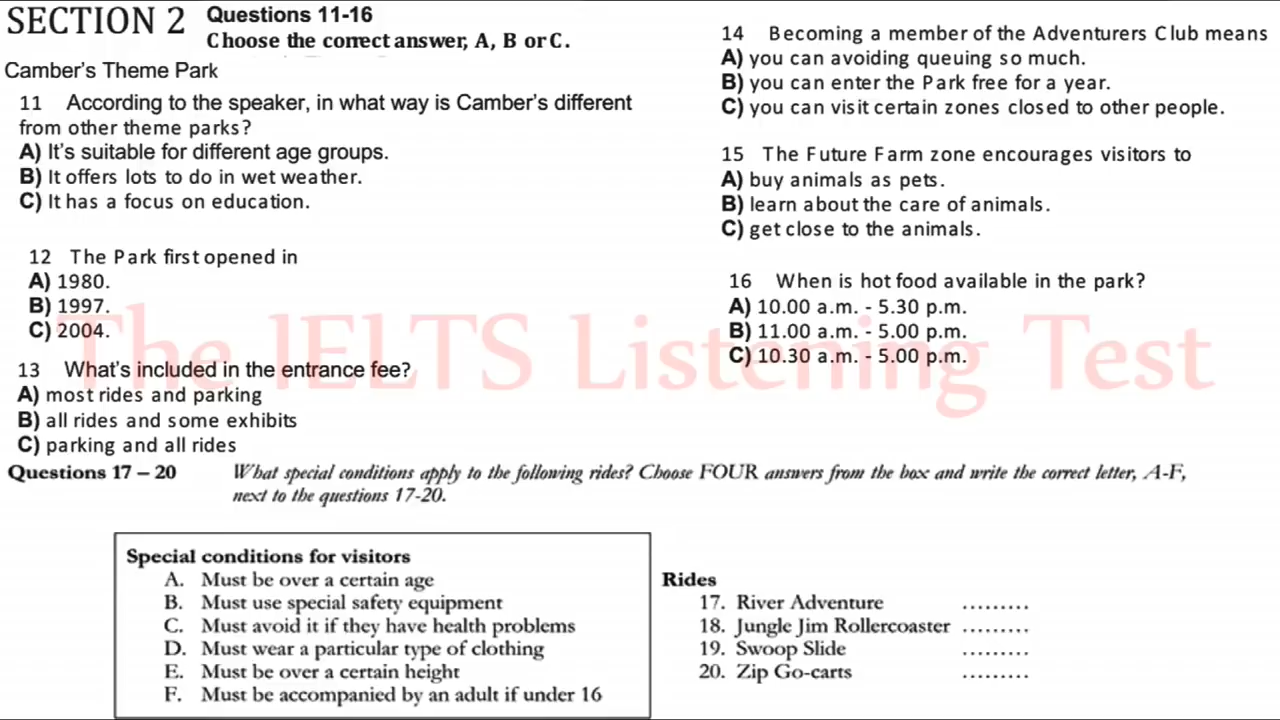 SECTION 2 Questions 11-16
Choose the correct answer, A, B or C.
Camber's Theme Park
11 According to the speaker, in what way is Camber's different
from other theme parks?
A) It's suitable for different age groups.
B) It offers lots to do in wet weather.
C) It has a focus on education.
12 The Park first opened in
A) 1980.
B) 1997.
C) 2004.
13 What's included in the entrance fee?
A) most rides and parking
B) all rides and some exhibits
C) parking and all rides
14 Becoming a member of the Adventurers Club means
A) you can avoiding queuing so much.
B) you can enter the Park free for a year.
C) you can visit certain zones closed to other people.
15 The Future Farm zone encourages visitors to
A) buy animals as pets.
B) learn about the care of animals.
C) get close to the animals.
16 When is hot food available in the park?
A) 10.00 a.m. - 5.30 p.m.
B) 11.00 a.m. - 5.00 p.m.
C) 10.30 a.m. - 5.00 p.m.
The IELTS Listening Test
Questions 17 – 20 What special conditions apply to the following rides? Choose FOUR answers from the box and write the correct letter, A-F,
next to the questions 17-20.
Special conditions for visitors
A. Must be over a certain age
B. Must use special safety equipment
C. Must avoid it if they have health problems
D. Must wear a particular type of clothing
E. Must be over a certain height
F. Must be accompanied by an adult if under 16
Rides
17. River Adventure .........
18. Jungle Jim Rollercoaster .........
19. Swoop Slide .........
20. Zip Go-carts .........